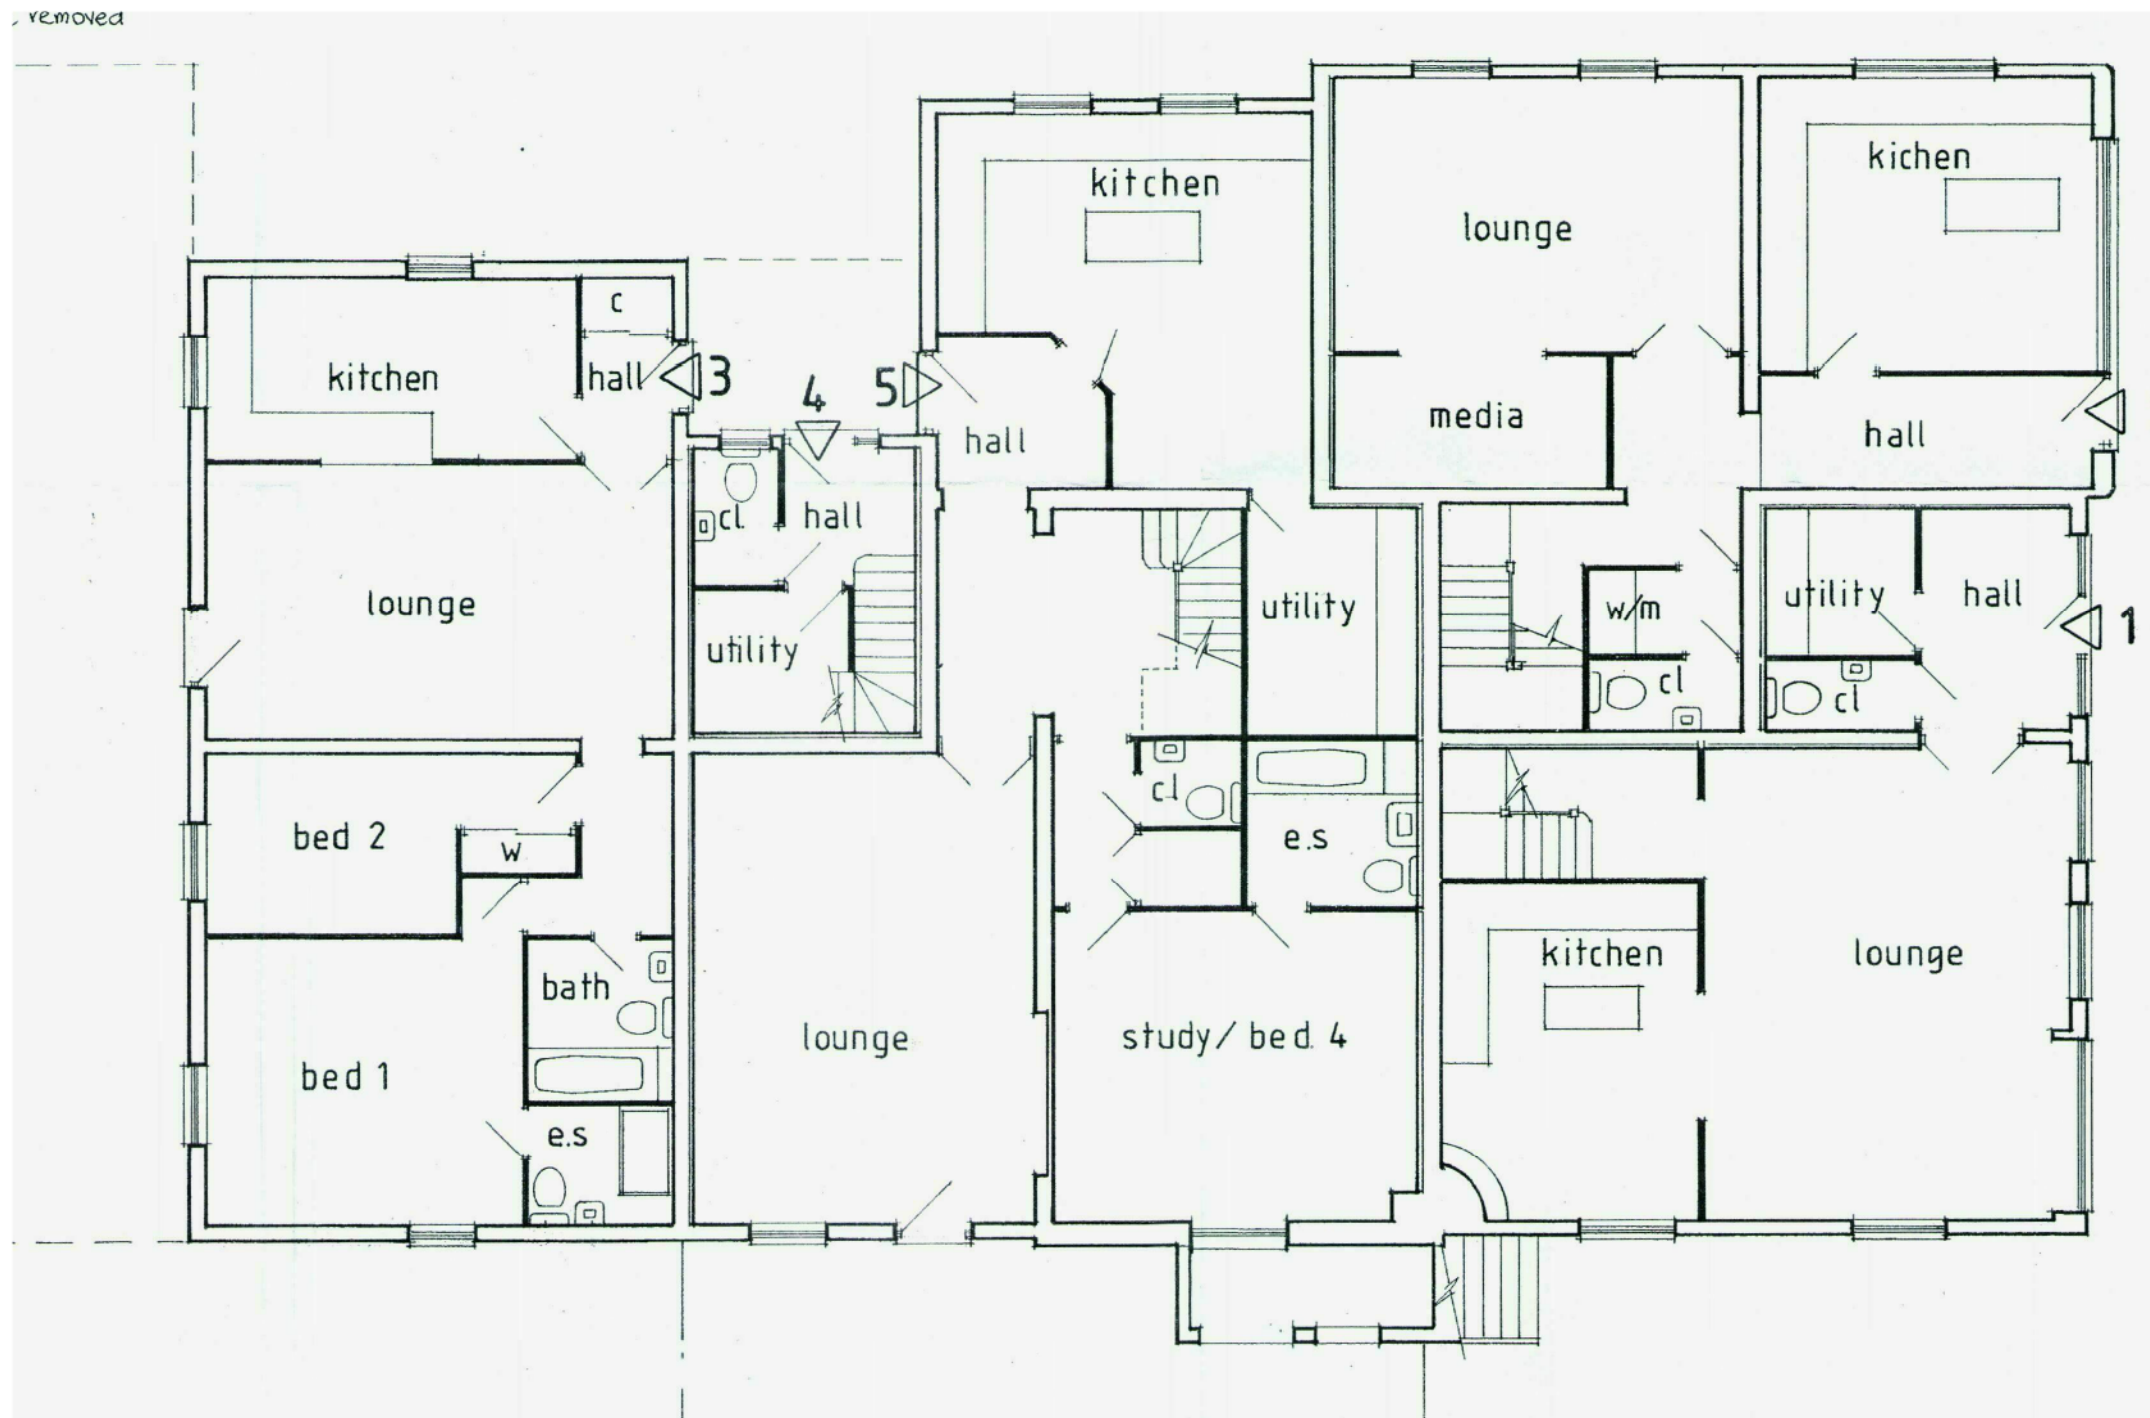 removed
kitchen
kichen
lounge
c
kitchen
hall
3
4
5
hall
media
hall
cl
hall
lounge
utility
utility
w/m
utility
hall
1
cl
cl
bed 2
w
cl
e.s
bath
kitchen
lounge
lounge
study/ bed. 4
bed 1
e.s